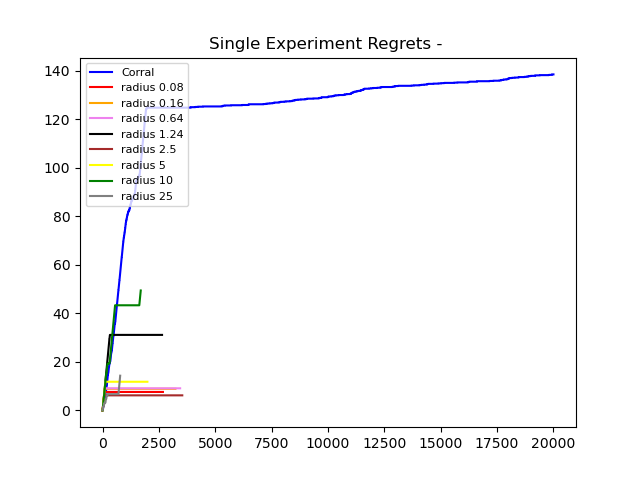 Single Experiment Regrets -
140
120
100
80
60
40
20
0
Corral
radius 0.08
radius 0.16
radius 0.64
radius 1.24
radius 2.5
radius 5
radius 10
radius 25
0 2500 5000 7500 10000 12500 15000 17500 20000